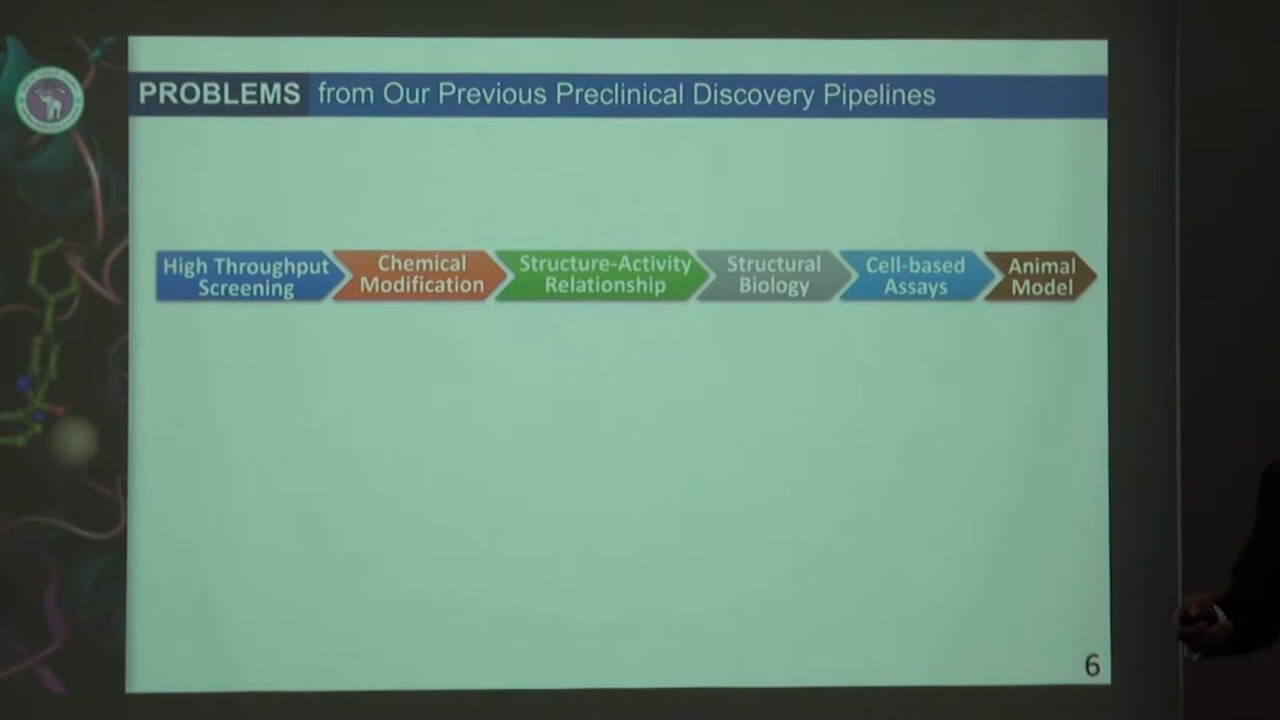 PROBLEMS from Our Previous Preclinical Discovery Pipelines
High Throughput
Screening
Chemical
Modification
Structure-Activity
Relationship
Structural
Biology
Cell-based
Assays
Animal
Model
6